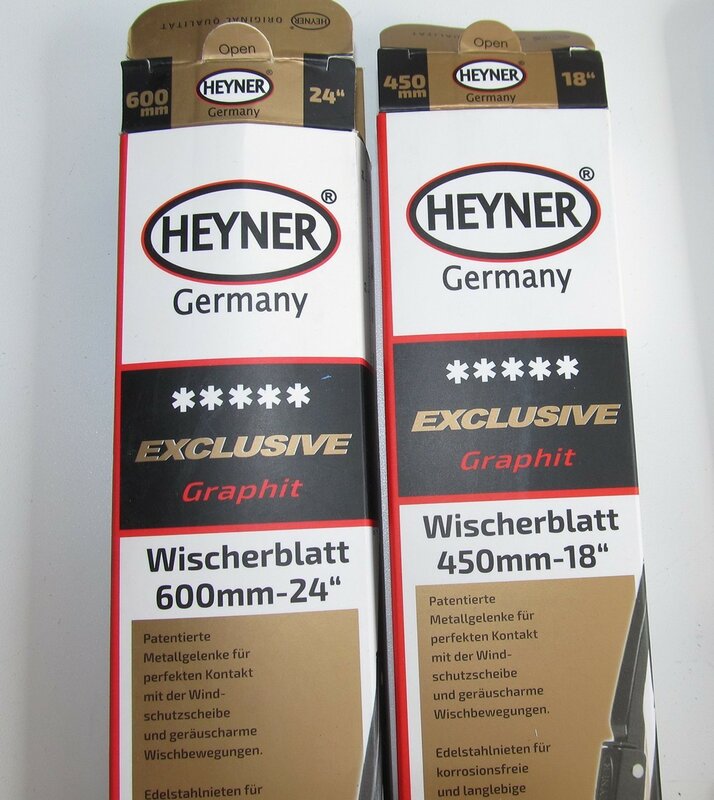 HEYNER ORIGINAL QUALITÄT
Open
600
mm
HEYNER®
Germany
24“
HEYNER®
Germany
*****
EXCLUSIVE
Graphit
Wischerblatt
600mm-24“
Patentierte
Metallgelenke für
perfekten Kontakt
mit der Wind-
schutzscheibe
und geräuscharme
Wischbewegungen.
Edelstahlnieten für
Open
450
mm
HEYNER®
Germany
18“
HEYNER®
Germany
*****
EXCLUSIVE
Graphit
Wischerblatt
450mm-18“
Patentierte
Metallgelenke für
perfekten Kontakt
mit der Wind-
schutzscheibe
und geräuscharme
Wischbewegungen.
Edelstahlnieten für
korrosionsfreie
und langlebige